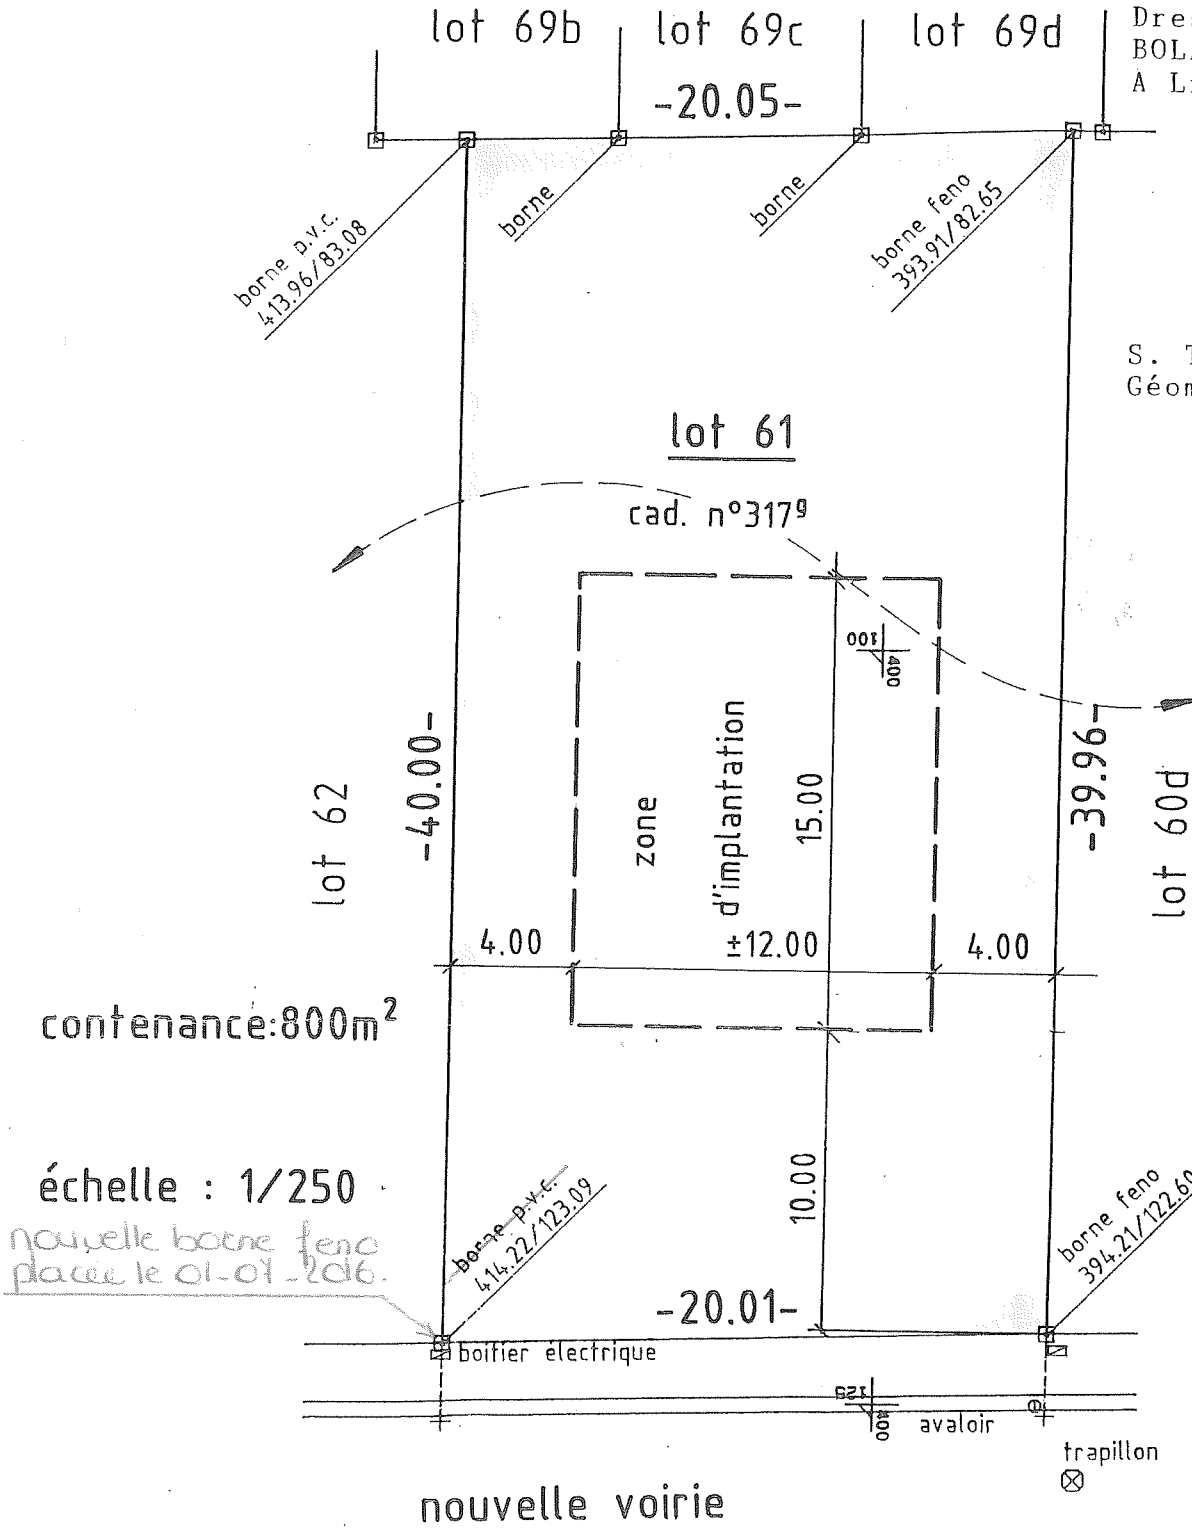 lot 69b
lot 69c
lot 69d
-20.05-
borne p.v.c.
413.96/83.08
borne
borne
borne feno
393.91/82.65
S.
lot 61
cad. n°317g
100
400
lot 62
-40.00-
zone
d'implantation
15.00
-39.96-
lot 60d
4.00
±12.00
4.00
contenance:800m²
échelle : 1/250
nouvelle borne feno
placée le 01-07-2016.
borne p.v.c.
414.22/123.09
10.00
borne feno
394.21/122.60
-20.01-
boitier électrique
125
400
avaloir
trapillon
nouvelle voirie